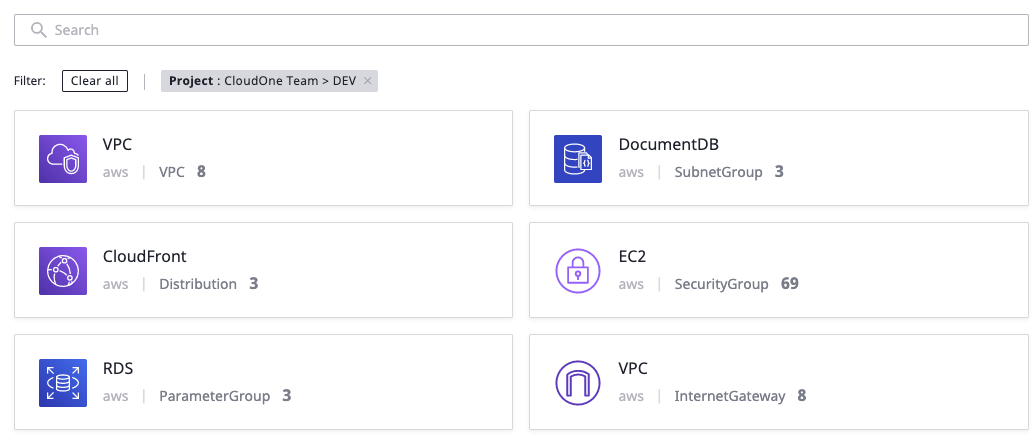 Search
Filter: Clear all | Project : CloudOne Team > DEV ×
VPC
aws | VPC 8
DocumentDB
aws | SubnetGroup 3
CloudFront
aws | Distribution 3
EC2
aws | SecurityGroup 69
RDS
aws | ParameterGroup 3
VPC
aws | InternetGateway 8